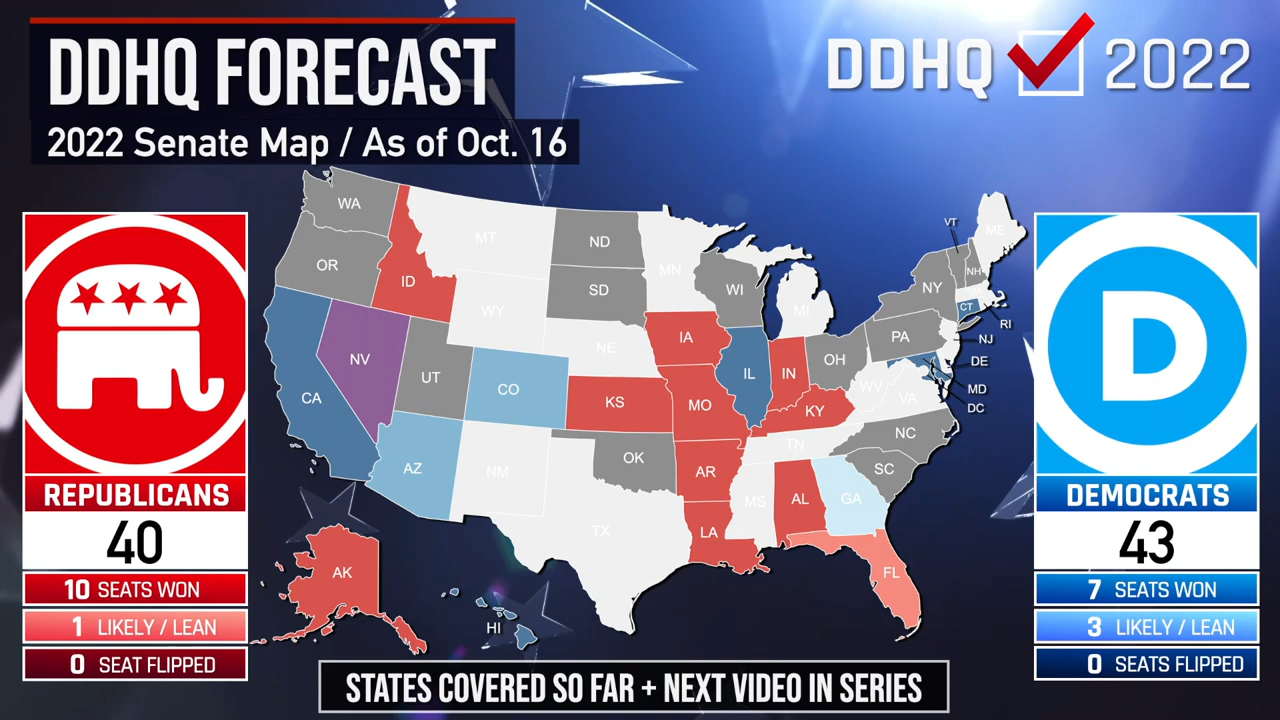 DDHQ FORECAST
2022 Senate Map / As of Oct. 16
DDHQ 2022
REPUBLICANS
40
10 SEATS WON
1 LIKELY / LEAN
0 SEAT FLIPPED
WA
OR
CA
ID
NV
UT
AZ
MT
WY
CO
NM
ND
SD
NE
KS
OK
TX
MN
IA
MO
AR
LA
WI
IL
MI
IN
OH
KY
TN
MS
AL
GA
FL
SC
NC
VA
WV
PA
NY
VT
NH
ME
MA
CT
RI
NJ
DE
MD
DC
AK
HI
DEMOCRATS
43
7 SEATS WON
3 LIKELY / LEAN
0 SEATS FLIPPED
STATES COVERED SO FAR + NEXT VIDEO IN SERIES